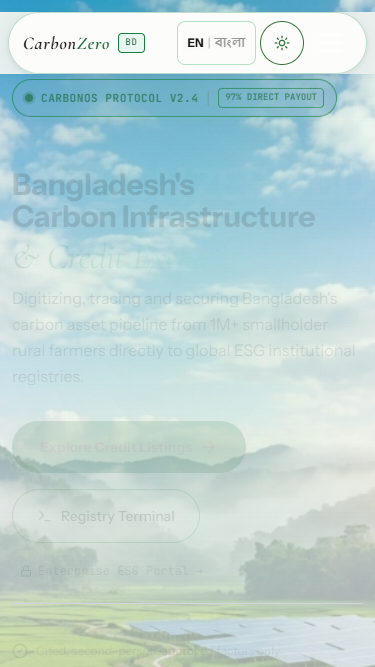 CarbonZero BD EN | বাংলা
CARBONOS PROTOCOL V2.4 | 97% DIRECT PAYOUT
Bangladesh's
Carbon Infrastructure
& Credit
Digitizing, tracing and securing Bangladesh's
carbon asset pipeline from 1M+ smallholder
rural farmers directly to global ESG institutional
registries.
Explore Credit Listings →
>_ Registry Terminal
Enterprise ESG Portal →